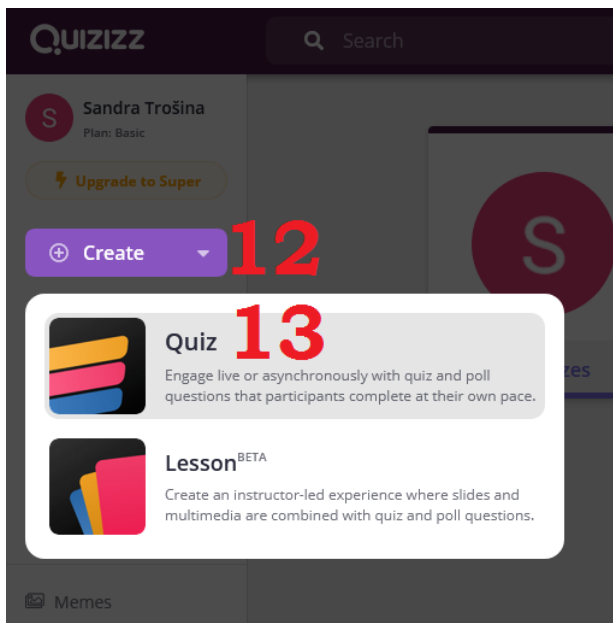 QUIZIZZ
Search
S
Sandra Trošina
Plan: Basic
Upgrade to Super
Create
12
S
13
Quiz
Engage live or asynchronously with quiz and poll
questions that participants complete at their own pace.
zes
Lesson BETA
Create an instructor-led experience where slides and
multimedia are combined with quiz and poll questions.
Memes